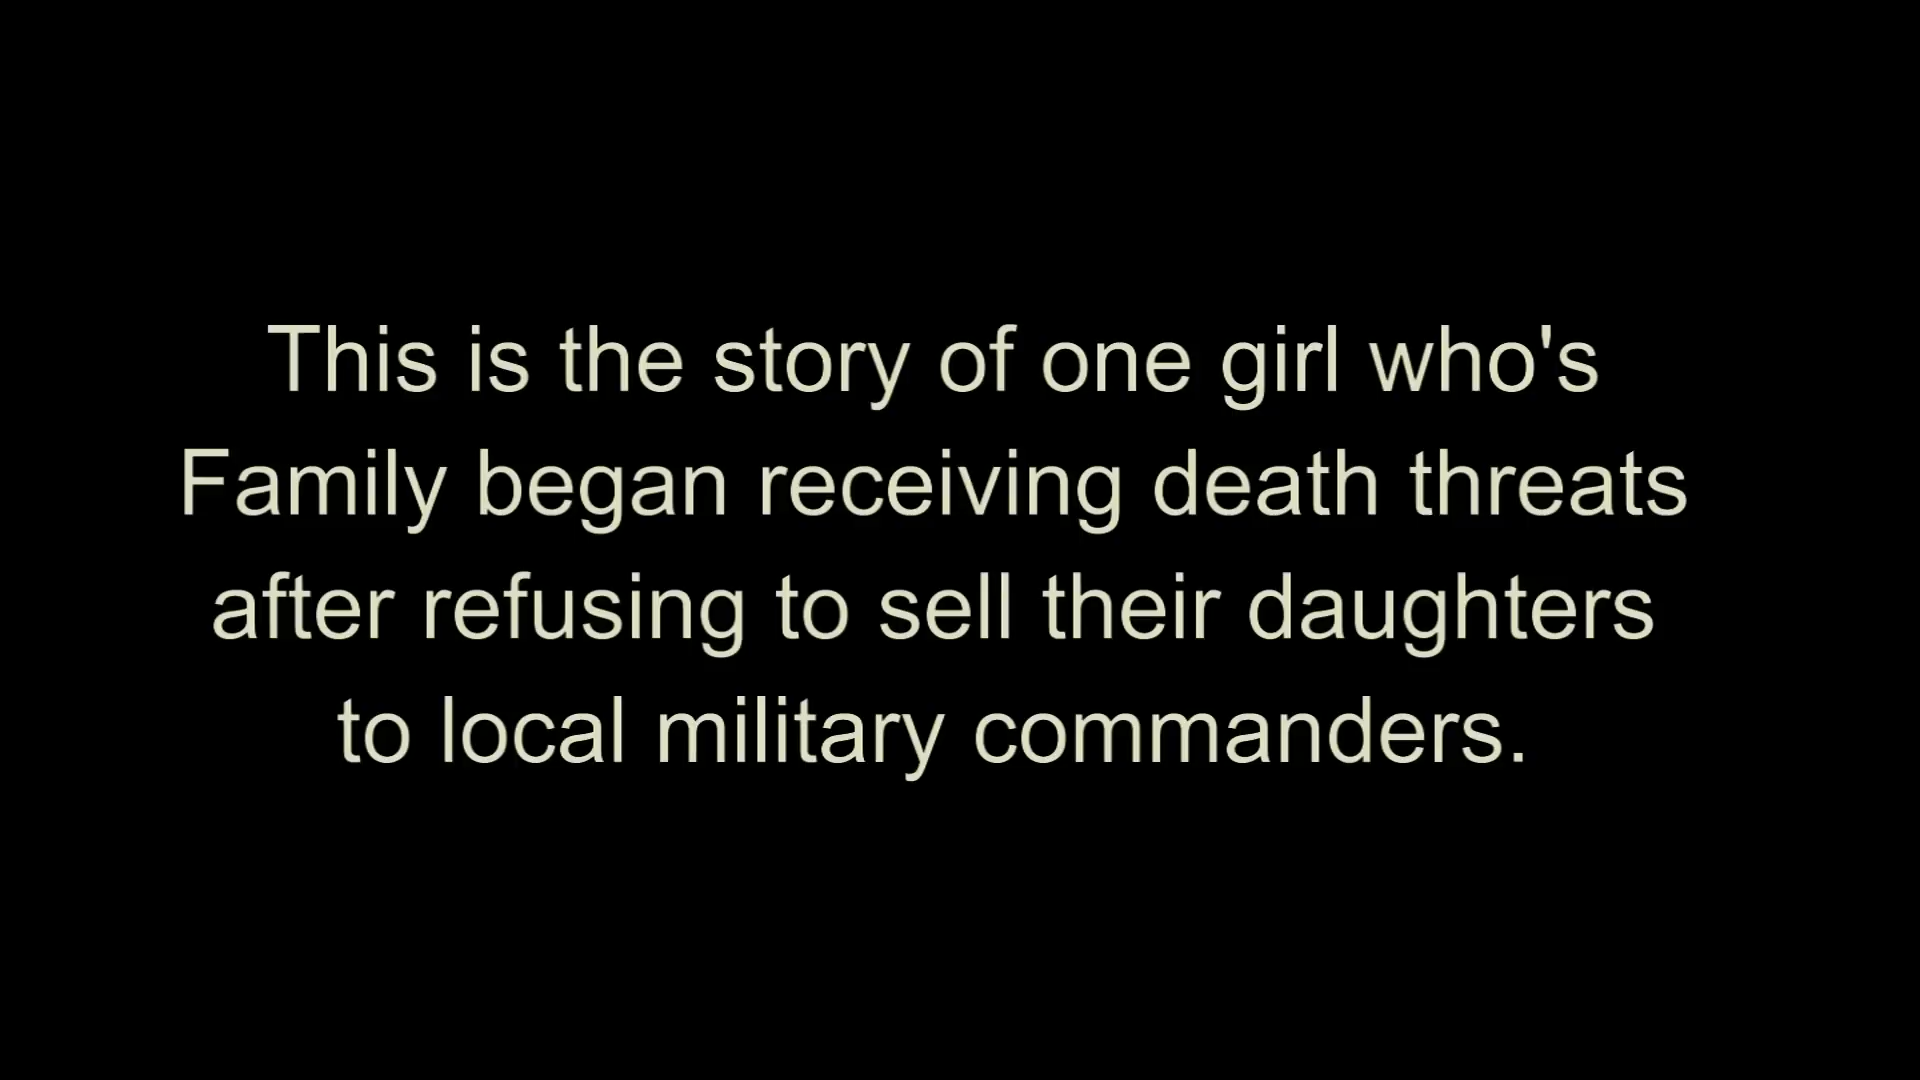 This is the story of one girl who's
Family began receiving death threats
after refusing to sell their daughters
to local military commanders.